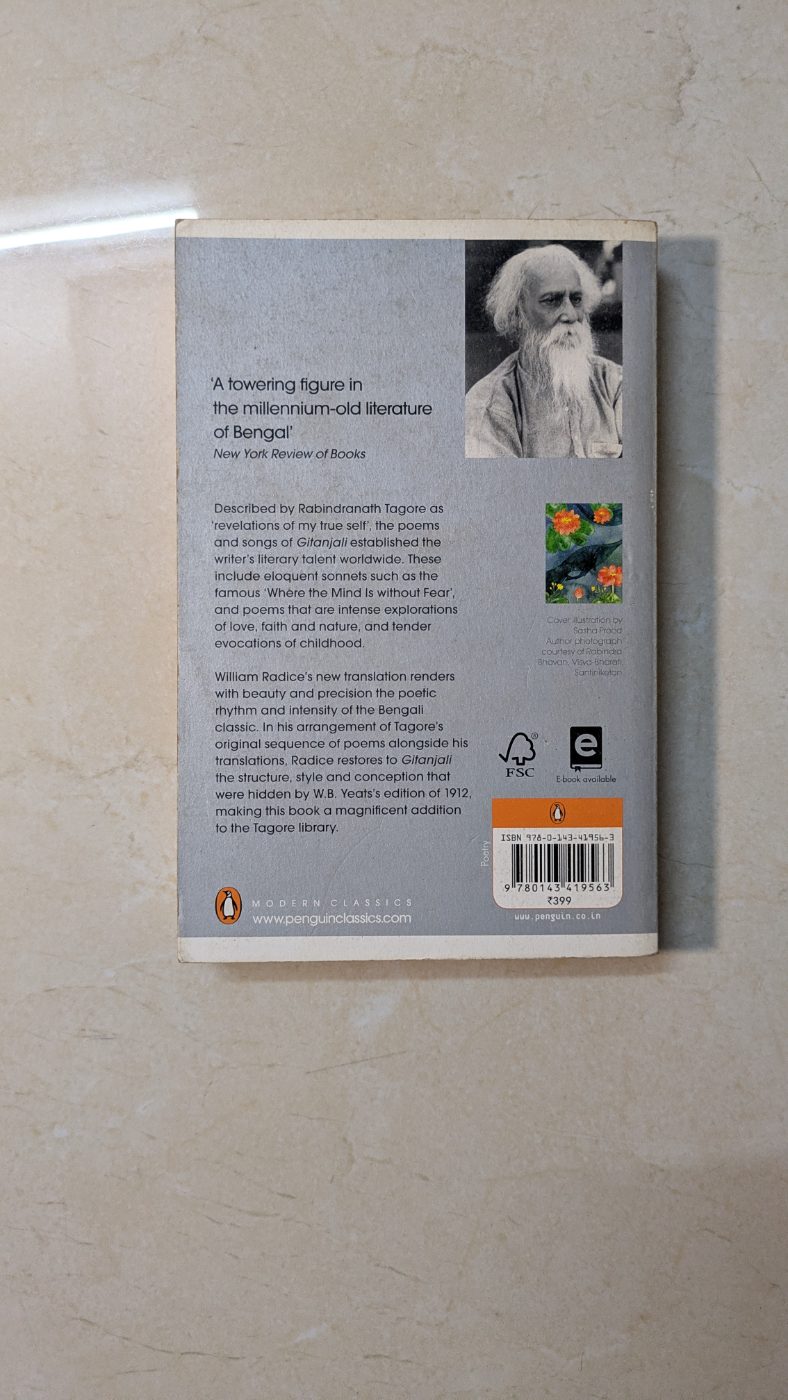 'A towering figure in
the millennium-old literature
of Bengal'
New York Review of Books
Described by Rabindranath Tagore as
'revelations of my true self', the poems
and songs of Gitanjali established the
writer's literary talent worldwide. These
include eloquent sonnets such as the
famous 'Where the Mind Is without Fear',
and poems that are intense explorations
of love, faith and nature, and tender
evocations of childhood.
William Radice's new translation renders
with beauty and precision the poetic
rhythm and intensity of the Bengali
classic. In his arrangement of Tagore's
original sequence of poems alongside his
translations, Radice restores to Gitanjali
the structure, style and conception that
were hidden by W.B. Yeats's edition of 1912,
making this book a magnificent addition
to the Tagore library.
Cover illustration by
Sasha Prood
Author photograph
courtesy of Rabindra
Bhavan, Visva-Bharati,
Santiniketan
®
FSC
e
E-book available
Poetry
ISBN 978-0-143-41956-3
9 780143 419563
₹399
www.penguin.co.in
MODERN CLASSICS
www.penguinclassics.com